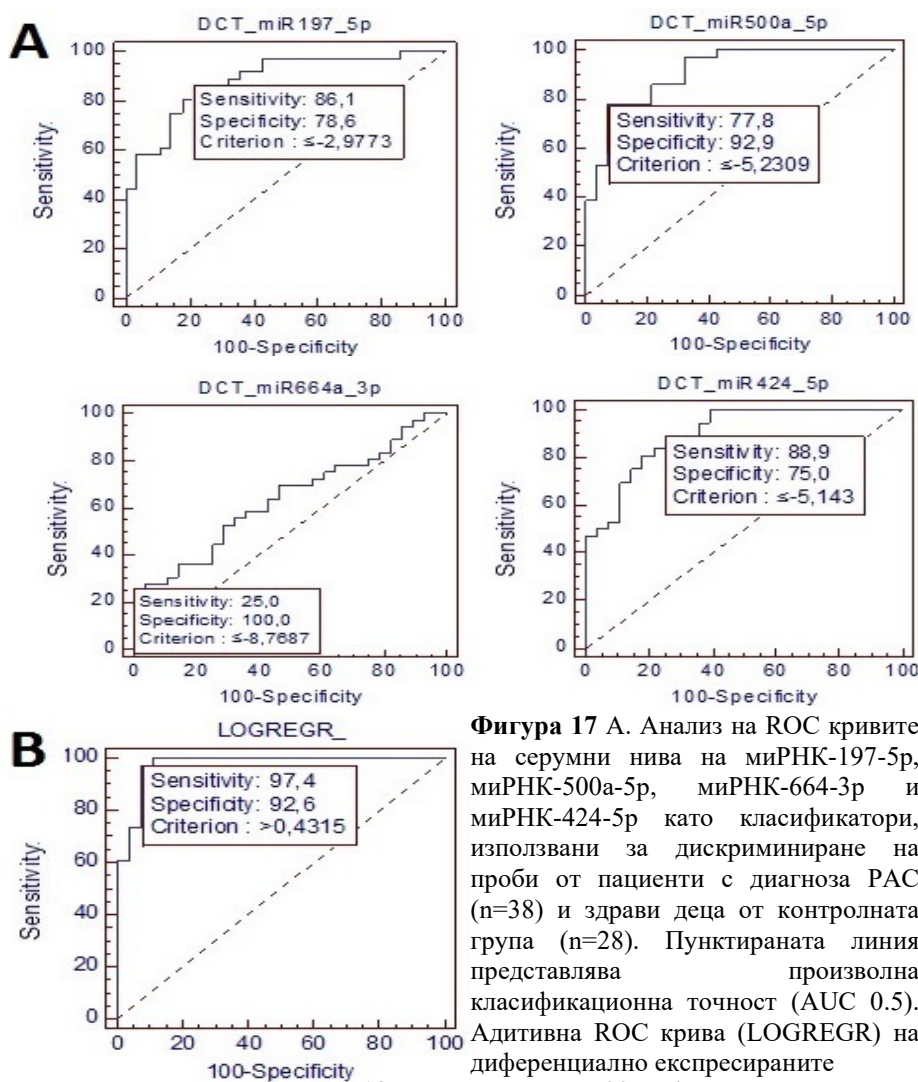 A
DCT_miR197_5p
100
80
60
40
20
0
Sensitivity
Sensitivity: 86,1
Specificity: 78,6
Criterion : ≤-2,9773
0 20 40 60 80 100
100-Specificity
DCT_miR500a_5p
100
80
60
40
20
0
Sensitivity
Sensitivity: 77,8
Specificity: 92,9
Criterion : ≤-5,2309
0 20 40 60 80 100
100-Specificity
DCT_miR664a_3p
100
80
60
40
20
0
Sensitivity
Sensitivity: 25,0
Specificity: 100,0
Criterion : ≤-8,7687
0 20 40 60 80 100
100-Specificity
DCT_miR424_5p
100
80
60
40
20
0
Sensitivity
Sensitivity: 88,9
Specificity: 75,0
Criterion : ≤-5,143
0 20 40 60 80 100
100-Specificity
B
LOGREGR_
100
80
60
40
20
0
Sensitivity
Sensitivity: 97,4
Specificity: 92,6
Criterion : >0,4315
0 20 40 60 80 100
100-Specificity
Фигура 17 А. Анализ на ROC кривите
на серумни нива на миРНК-197-5p,
миРНК-500a-5p, миРНК-664-3p и
миРНК-424-5p като класификатори,
използвани за дискриминиране на
проби от пациенти с диагноза РАС
(n=38) и здрави деца от контролната
група (n=28). Пунктираната линия
представлява произволна
класификационна точност (AUC 0.5).
Адитивна ROC крива (LOGREGR) на
диференциално експресираните